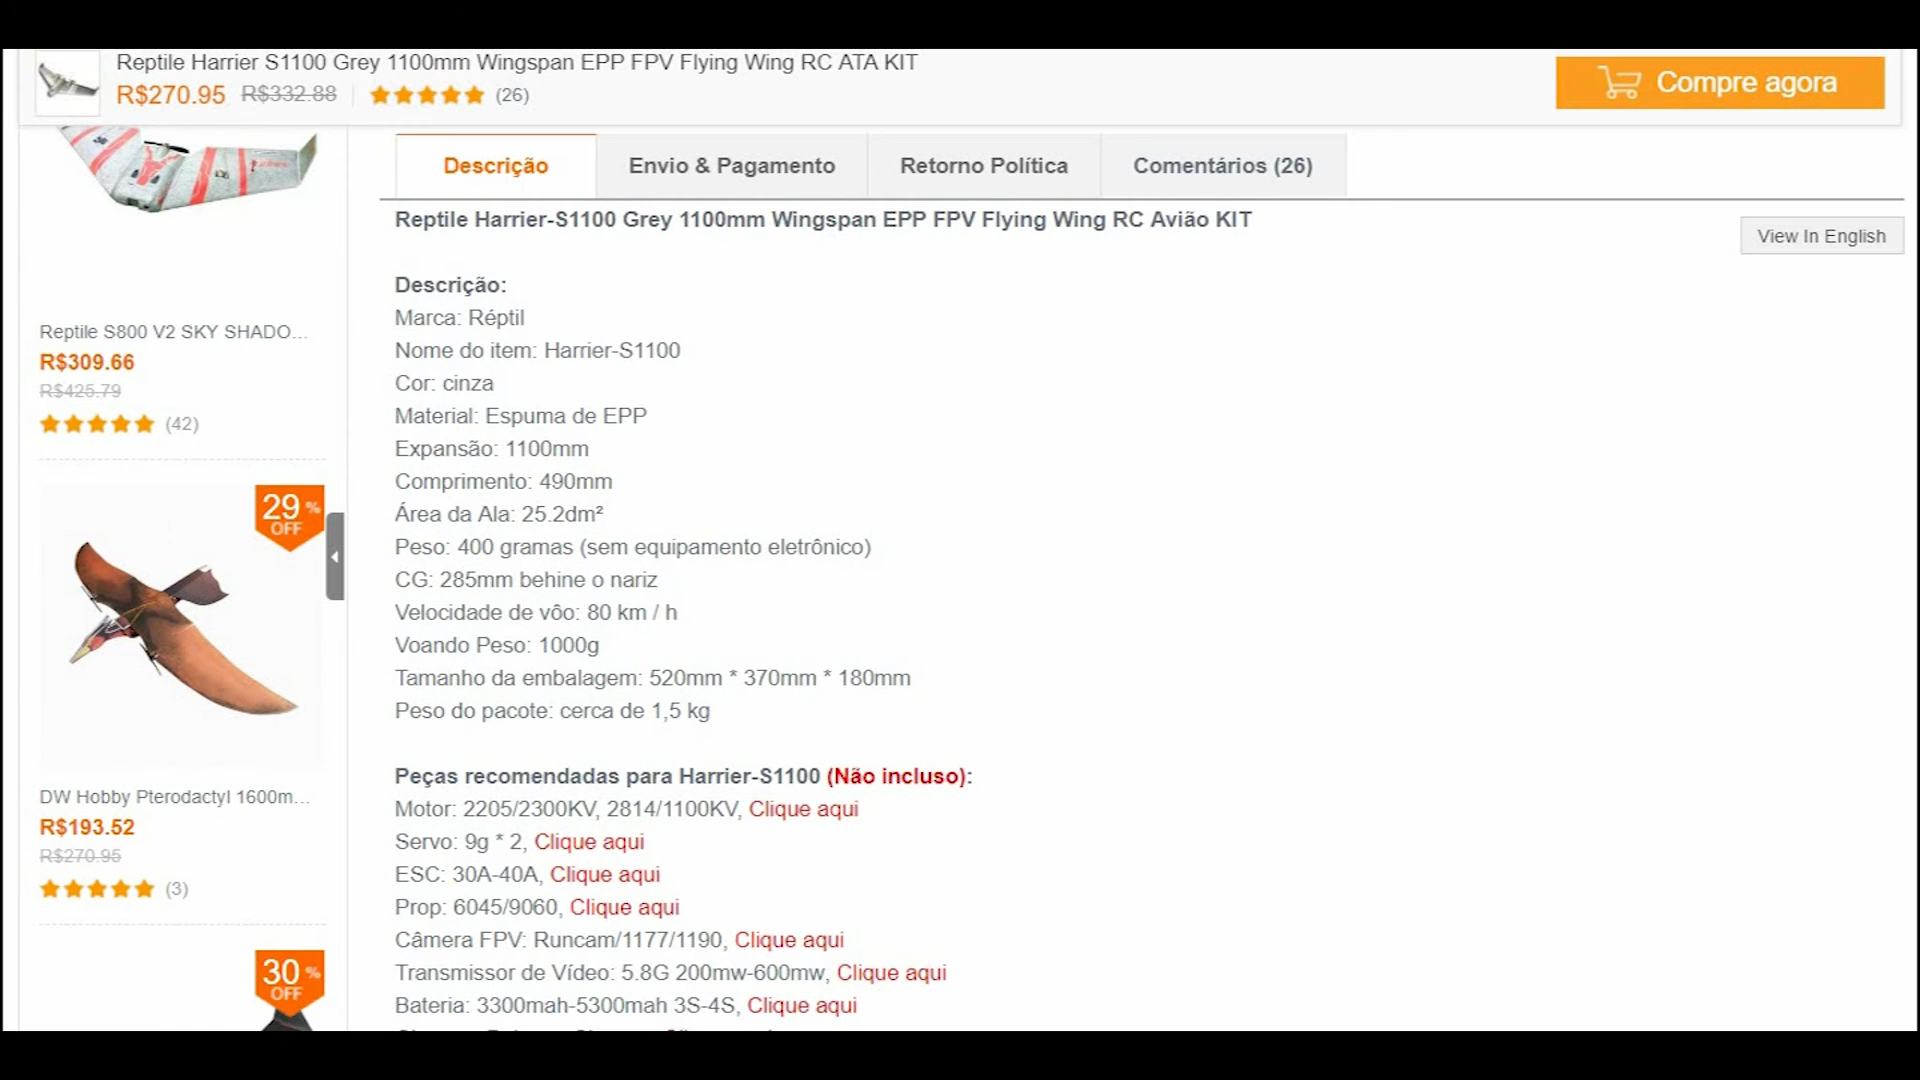 Reptile Harrier S1100 Grey 1100mm Wingspan EPP FPV Flying Wing RC ATA KIT
R$270.95 R$332.88 (26)
Compre agora
Descrição Envio & Pagamento Retorno Política Comentários (26)
Reptile Harrier-S1100 Grey 1100mm Wingspan EPP FPV Flying Wing RC Avião KIT
View In English
Descrição:
Marca: Réptil
Nome do item: Harrier-S1100
Cor: cinza
Material: Espuma de EPP
Expansão: 1100mm
Comprimento: 490mm
Área da Ala: 25.2dm²
Peso: 400 gramas (sem equipamento eletrônico)
CG: 285mm behine o nariz
Velocidade de vôo: 80 km / h
Voando Peso: 1000g
Tamanho da embalagem: 520mm * 370mm * 180mm
Peso do pacote: cerca de 1,5 kg
Peças recomendadas para Harrier-S1100 (Não incluso):
Motor: 2205/2300KV, 2814/1100KV, Clique aqui
Servo: 9g * 2, Clique aqui
ESC: 30A-40A, Clique aqui
Prop: 6045/9060, Clique aqui
Câmera FPV: Runcam/1177/1190, Clique aqui
Transmissor de Vídeo: 5.8G 200mw-600mw, Clique aqui
Bateria: 3300mah-5300mah 3S-4S, Clique aqui
Reptile S800 V2 SKY SHADO...
R$309.66
R$425.79
(42)
29%
OFF
DW Hobby Pterodactyl 1600m...
R$193.52
R$270.95
(3)
30%
OFF